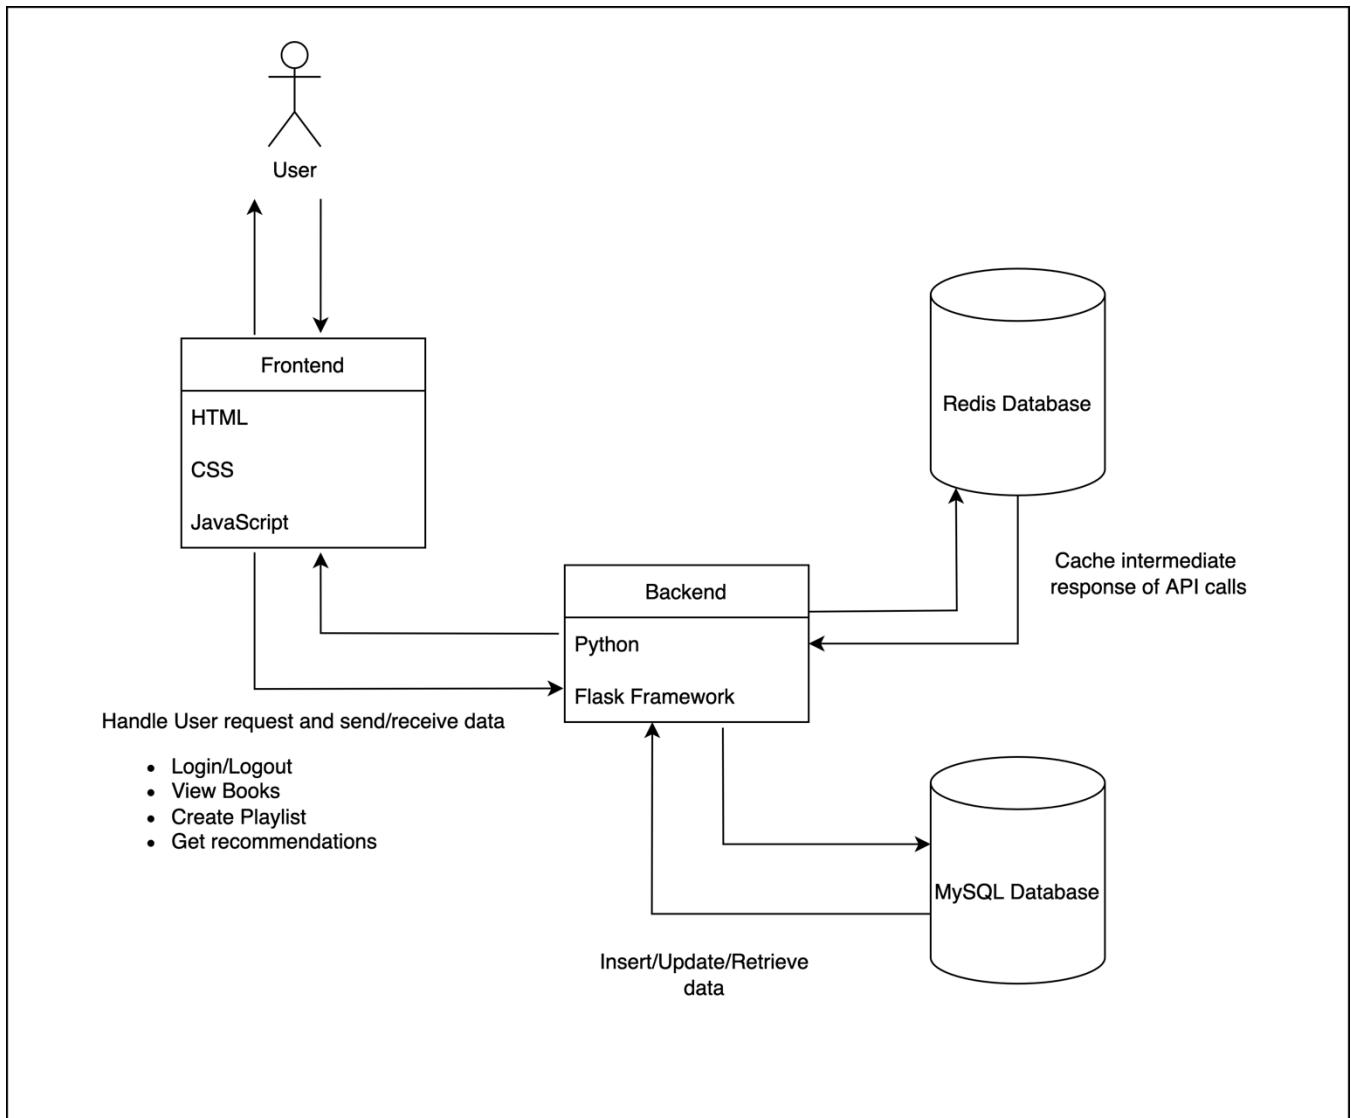 User
Frontend
HTML
CSS
JavaScript
Redis Database
Cache intermediate
response of API calls
Backend
Python
Flask Framework
Handle User request and send/receive data
• Login/Logout
• View Books
• Create Playlist
• Get recommendations
MySQL Database
Insert/Update/Retrieve
data